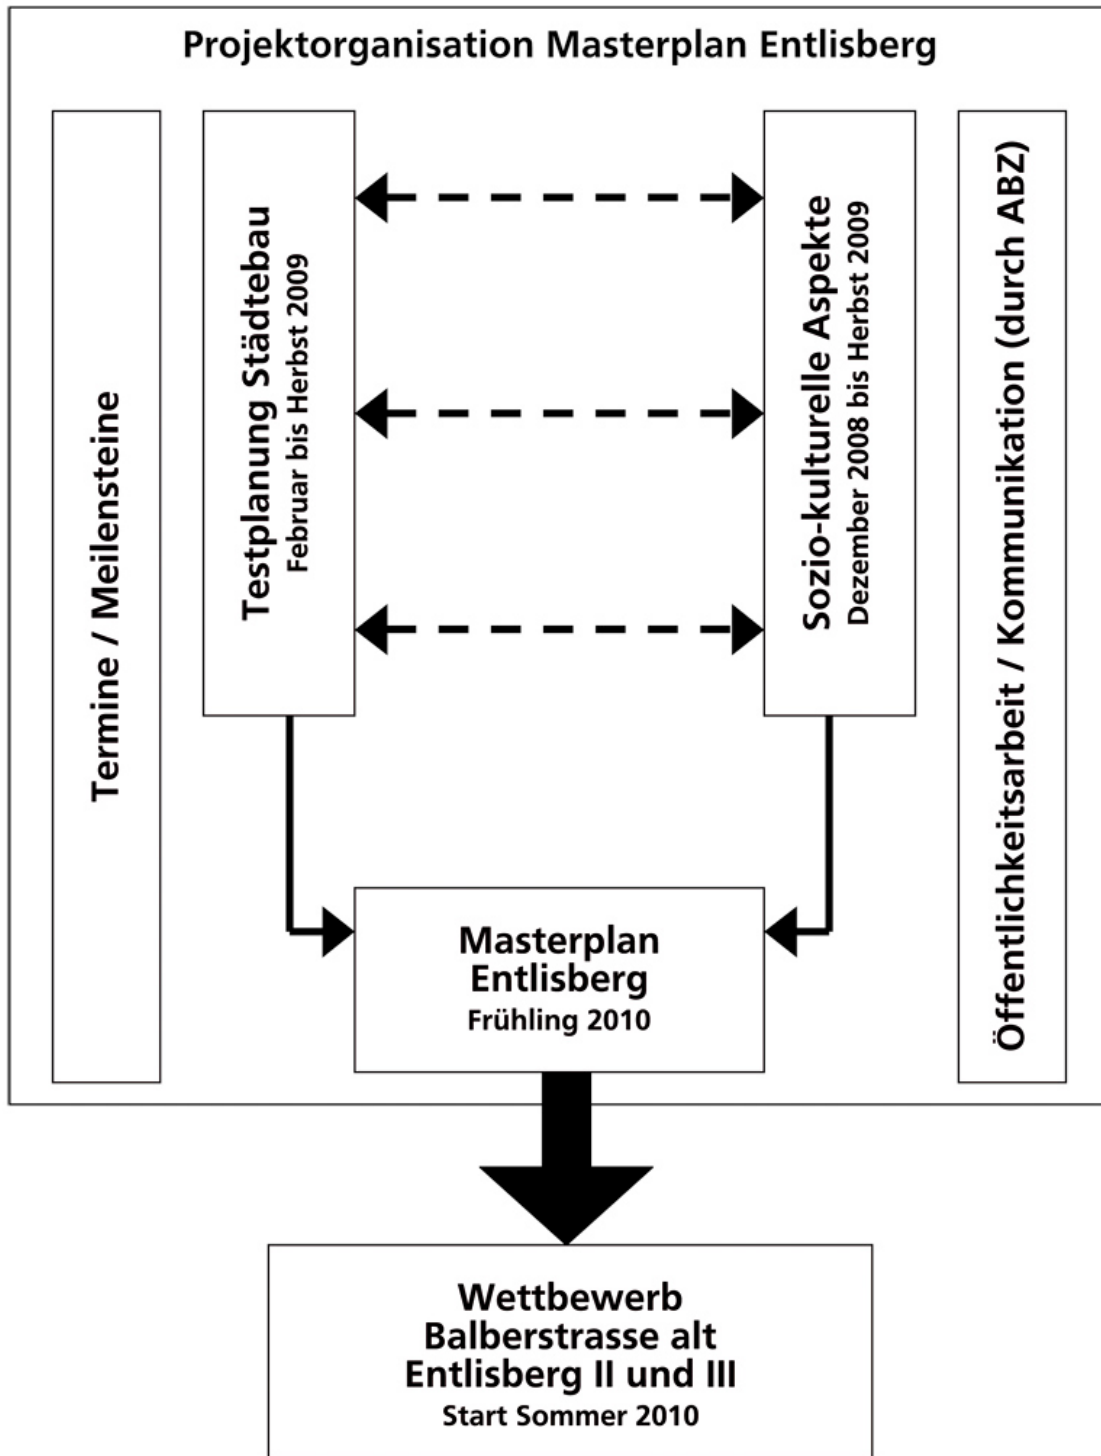 Projektorganisation Masterplan Entlisberg
Termine / Meilensteine
Testplanung Städtebau
Februar bis Herbst 2009
Sozio-kulturelle Aspekte
Dezember 2008 bis Herbst 2009
Öffentlichkeitsarbeit / Kommunikation (durch ABZ)
Masterplan
Entlisberg
Frühling 2010
Wettbewerb
Balberstrasse alt
Entlisberg II und III
Start Sommer 2010